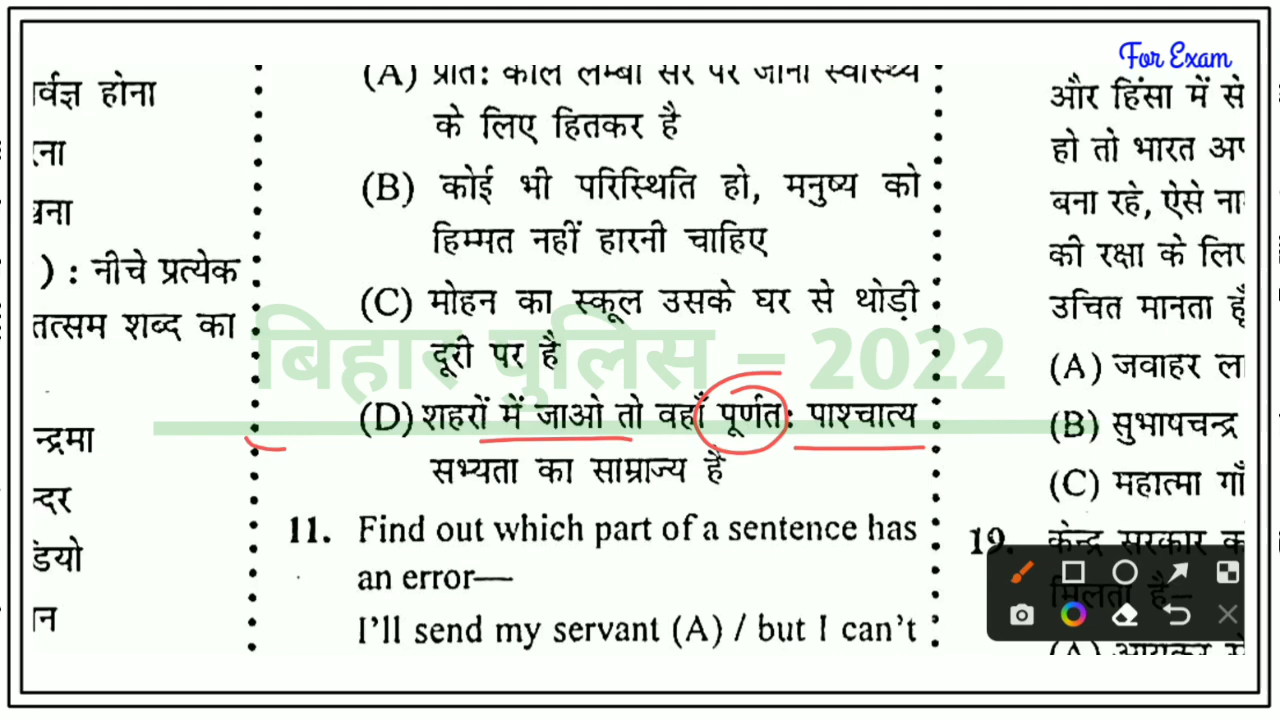 For Exam
र्वज्ञ होना
ना
) : नीचे प्रत्येक
तत्सम शब्द का
न्द्रमा
न्दर
डियो
(A) प्रात: काल लम्बी सैर पर जाना स्वास्थ्य
के लिए हितकर है
(B) कोई भी परिस्थिति हो, मनुष्य को
हिम्मत नहीं हारनी चाहिए
(C) मोहन का स्कूल उसके घर से थोड़ी
दूरी पर है
बिहार पुलिस – 2022
(D) शहरों में जाओ तो वहाँ पूर्णत: पाश्चात्य
सभ्यता का साम्राज्य है
11. Find out which part of a sentence has
an error—
I'll send my servant (A) / but I can't
और हिंसा में से
हो तो भारत अप
बना रहे, ऐसे ना
की रक्षा के लिए
उचित मानता हूँ
(A) जवाहर ला
(B) सुभाषचन्द्र
(C) महात्मा गाँ
19. केन्द्र सरकार क
मिलता है–
(A) आयकर से